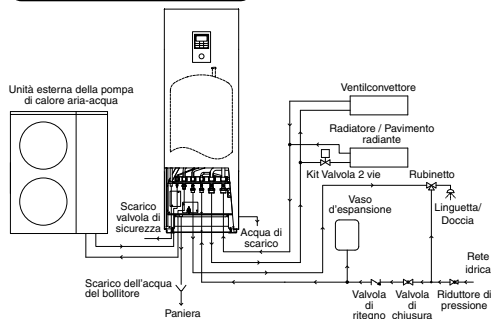 Unità esterna della pompa
di calore aria-acqua
Ventilconvettore
Radiatore / Pavimento
radiante
Kit Valvola 2 vie
Rubinetto
Scarico
valvola di
sicurezza
Acqua di
scarico
Vaso
d'espansione
Linguetta/
Doccia
Rete
idrica
Scarico dell'acqua
del bollitore
Paniera
Valvola
di
ritegno
Valvola
di
chiusura
Riduttore di
pressione